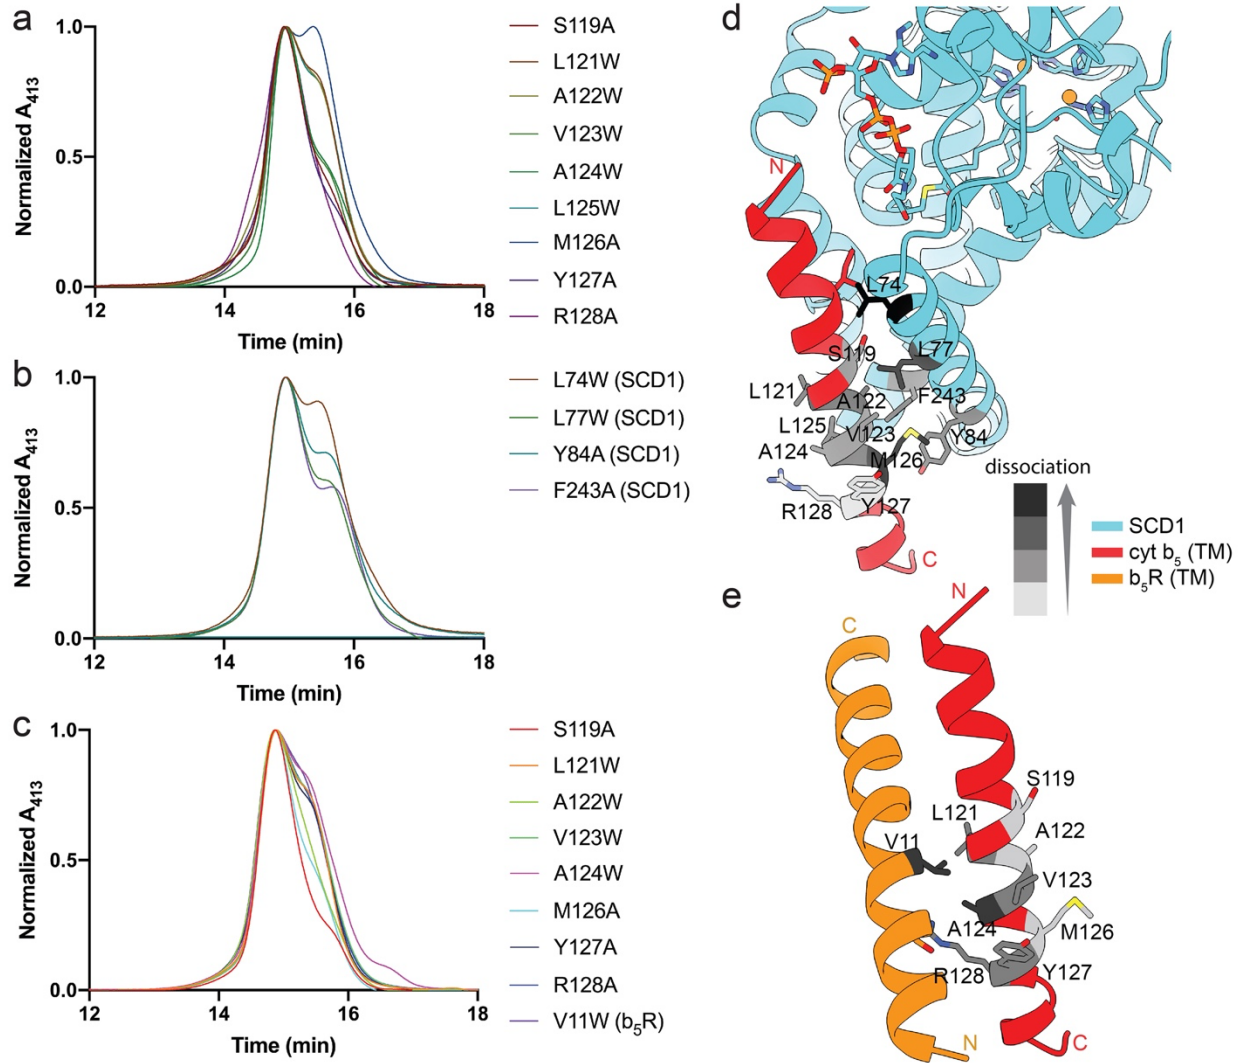 a
Normalized A413
1.0
0.5
0.0
12 14 16 18
Time (min)
S119A
L121W
A122W
V123W
A124W
L125W
M126A
Y127A
R128A
b
Normalized A413
1.0
0.5
0.0
12 14 16 18
Time (min)
L74W (SCD1)
L77W (SCD1)
Y84A (SCD1)
F243A (SCD1)
c
Normalized A413
1.0
0.5
0.0
12 14 16 18
Time (min)
S119A
L121W
A122W
V123W
A124W
M126A
Y127A
R128A
V11W (b5R)
d
N
L74
S119
L77
L121
A122
F243
L125
V123
Y84
A124
M126
R128
Y127
C
dissociation
SCD1
cyt b5 (TM)
b5R (TM)
e
N
C
S119
L121
A122
V11
V123
A124
M126
R128
Y127
N
C